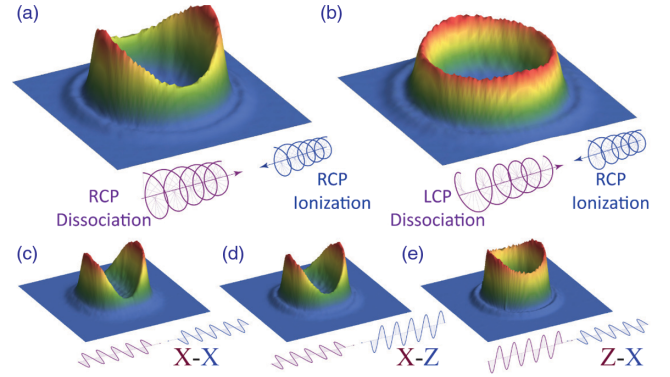 (a)
(b)
RCP
Dissociation
RCP
Ionization
LCP
Dissociation
RCP
Ionization
(c)
(d)
(e)
X-X
X-Z
Z-X